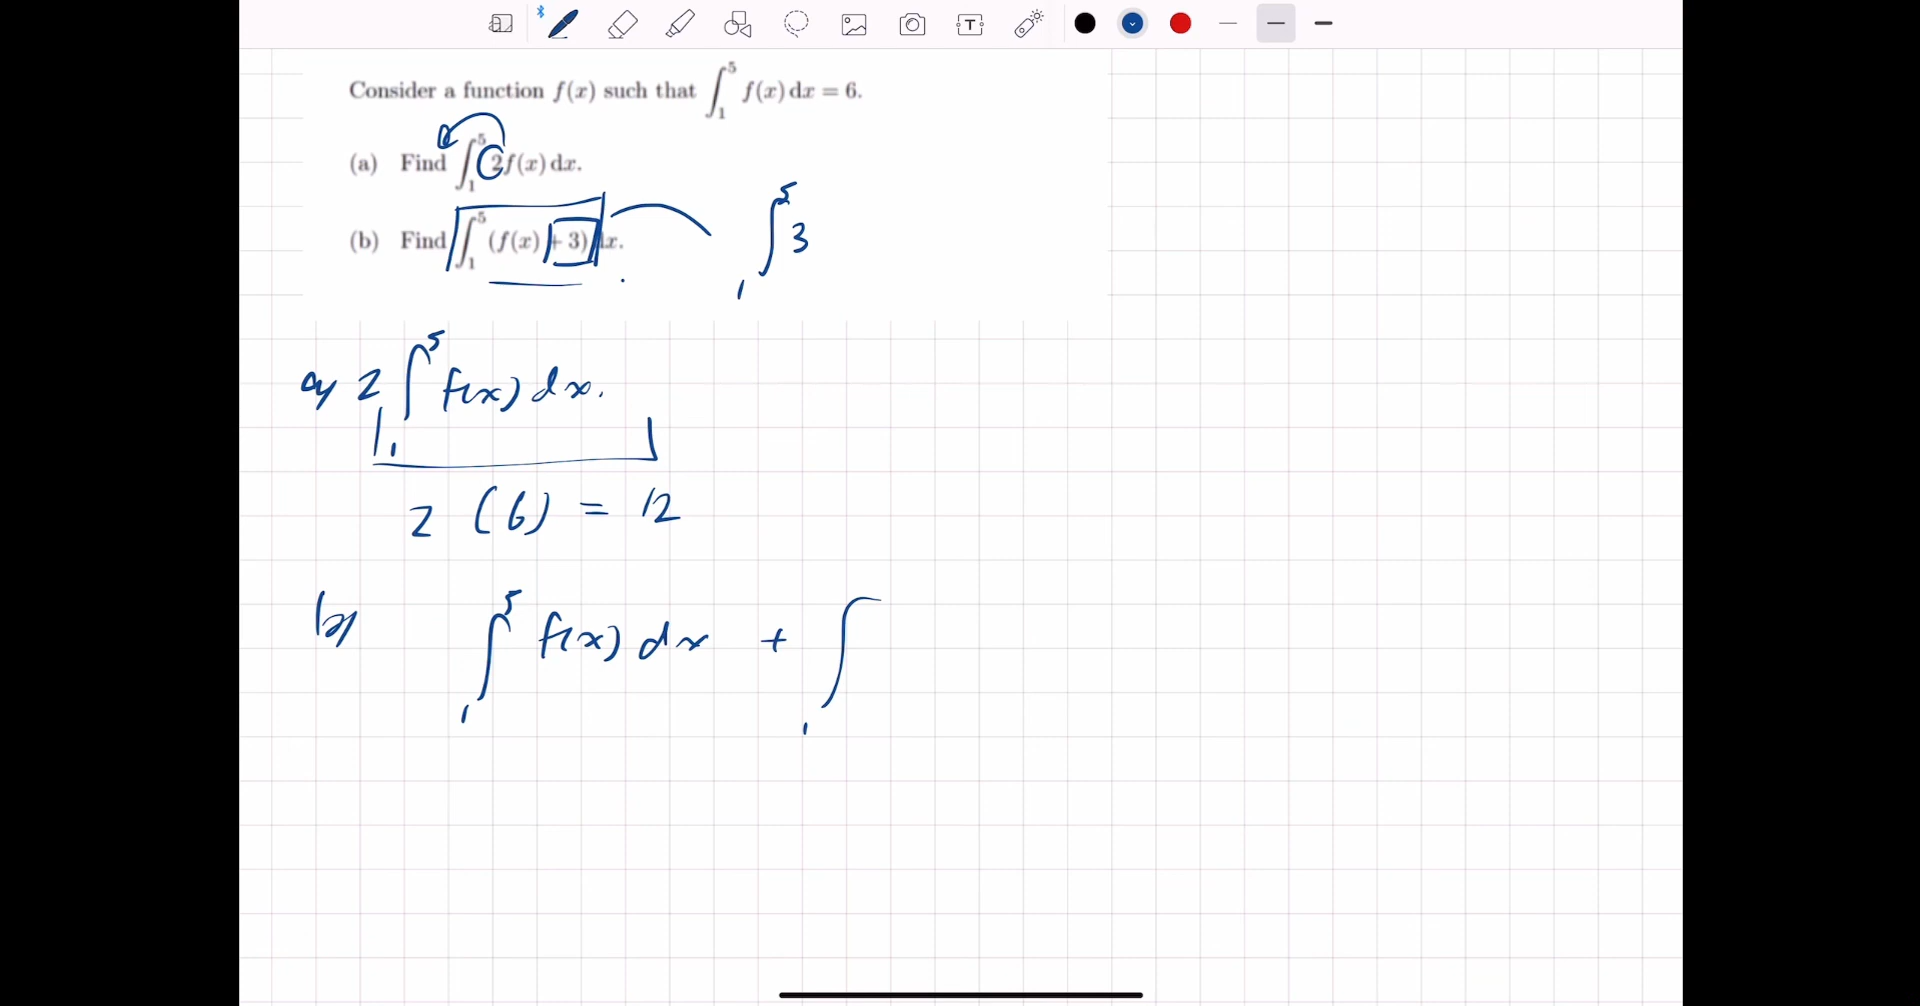 Consider a function f(x) such that ∫₁⁵ f(x) dx = 6.
(a) Find ∫₁⁵ 2f(x) dx.
(b) Find ∫₁⁵ (f(x) + 3) dx.
∫₁⁵ 3
a) 2 ∫₁⁵ f(x) dx.
2 (6) = 12
b) ∫₁⁵ f(x) dx + ∫₁